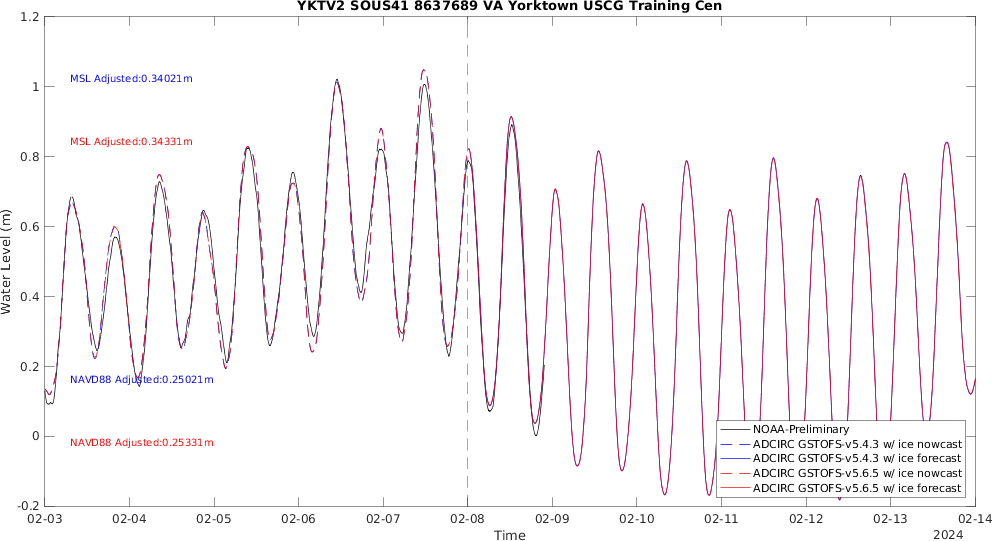 YKTV2 SOUS41 8637689 VA Yorktown USCG Training Cen
1.2
1
0.8
0.6
0.4
0.2
0
-0.2
Water Level (m)
MSL Adjusted:0.34021m
MSL Adjusted:0.34331m
NAVD88 Adjusted:0.25021m
NAVD88 Adjusted:0.25331m
NOAA-Preliminary
ADCIRC GSTOFS-v5.4.3 w/ ice nowcast
ADCIRC GSTOFS-v5.4.3 w/ ice forecast
ADCIRC GSTOFS-v5.6.5 w/ ice nowcast
ADCIRC GSTOFS-v5.6.5 w/ ice forecast
02-03 02-04 02-05 02-06 02-07 02-08 02-09 02-10 02-11 02-12 02-13 02-14
Time
2024